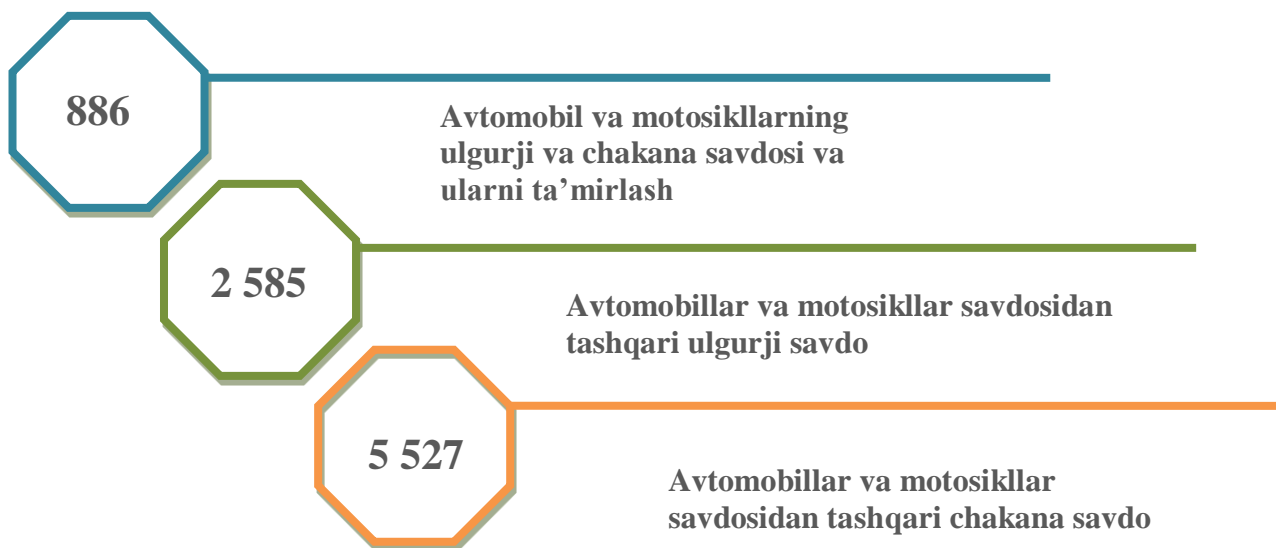 886
Avtomobil va motosikllarning
ulgurji va chakana savdosi va
ularni ta’mirlash
2 585
Avtomobillar va motosikllar savdosidan
tashqari ulgurji savdo
5 527
Avtomobillar va motosikllar
savdosidan tashqari chakana savdo